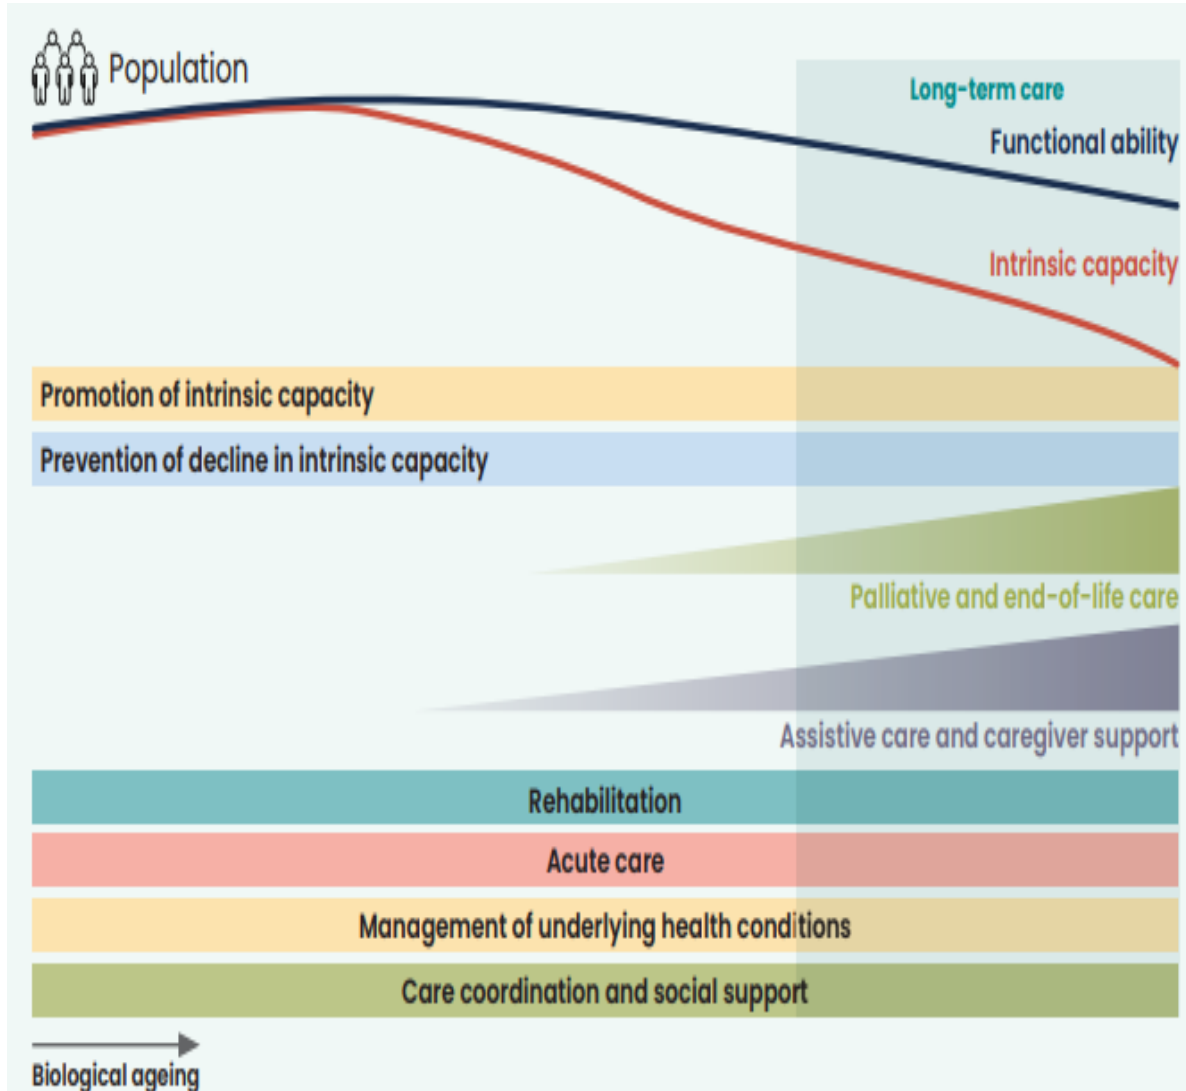 Population
Long-term care
Functional ability
Intrinsic capacity
Promotion of intrinsic capacity
Prevention of decline in intrinsic capacity
Palliative and end-of-life care
Assistive care and caregiver support
Rehabilitation
Acute care
Management of underlying health conditions
Care coordination and social support
Biological ageing